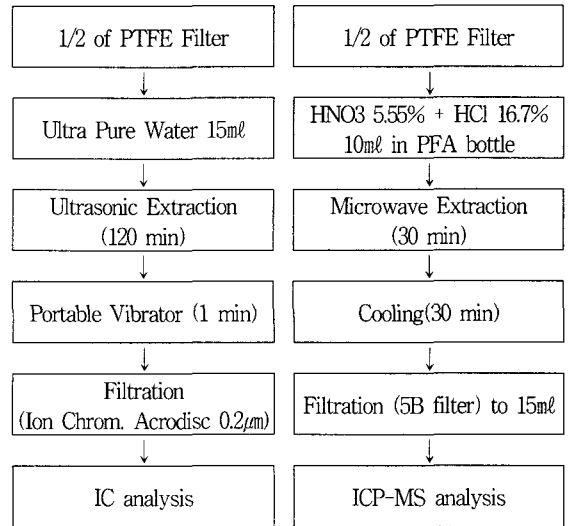 1/2 of PTFE Filter
Ultra Pure Water 15㎖
Ultrasonic Extraction
(120 min)
Portable Vibrator (1 min)
Filtration
(Ion Chrom. Acrodisc 0.2㎛)
IC analysis
1/2 of PTFE Filter
HNO3 5.55% + HCl 16.7%
10㎖ in PFA bottle
Microwave Extraction
(30 min)
Cooling(30 min)
Filtration (5B filter) to 15㎖
ICP-MS analysis